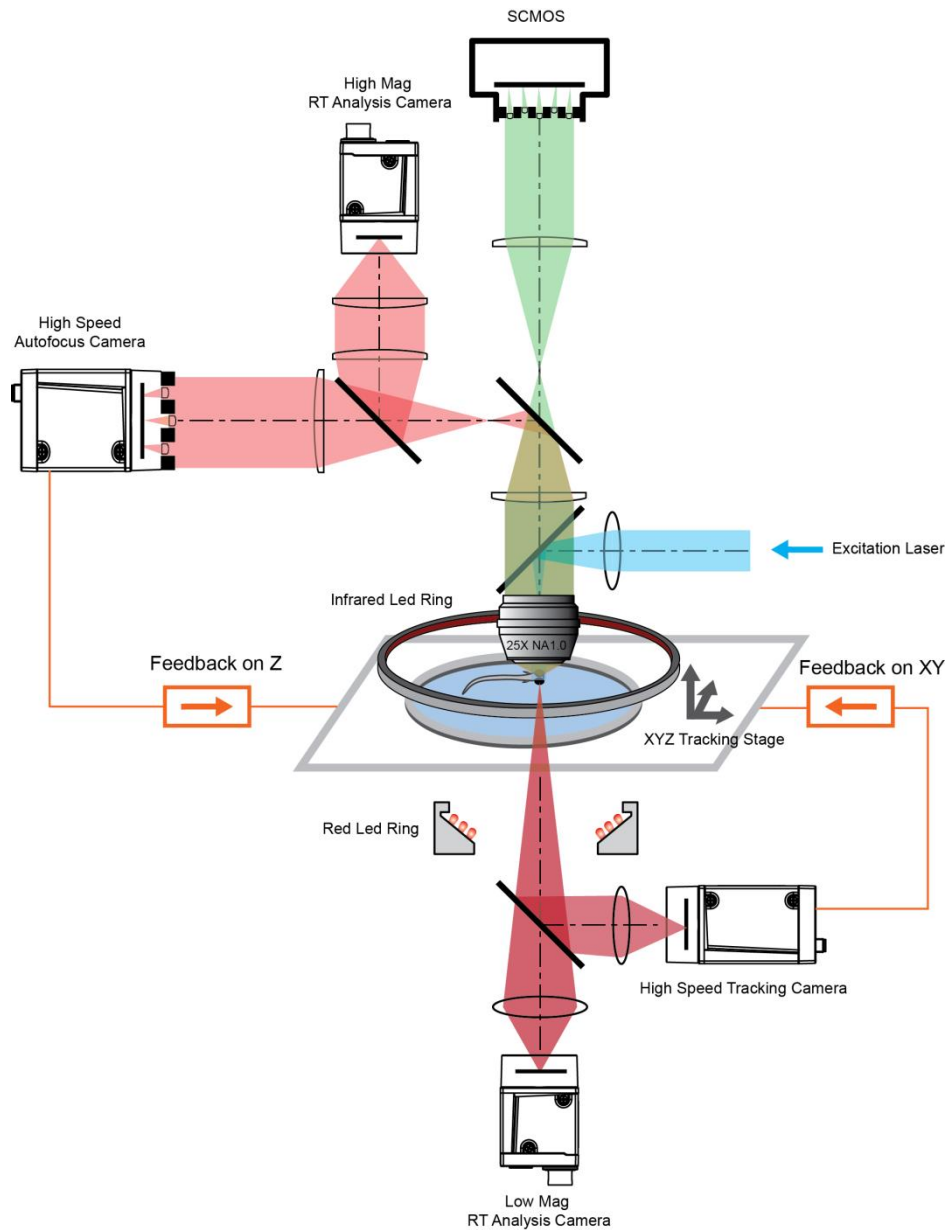 SCMOS
High Mag
RT Analysis Camera
High Speed
Autofocus Camera
Excitation Laser
Infrared Led Ring
25X NA1.0
Feedback on Z
Feedback on XY
XYZ Tracking Stage
Red Led Ring
High Speed Tracking Camera
Low Mag
RT Analysis Camera